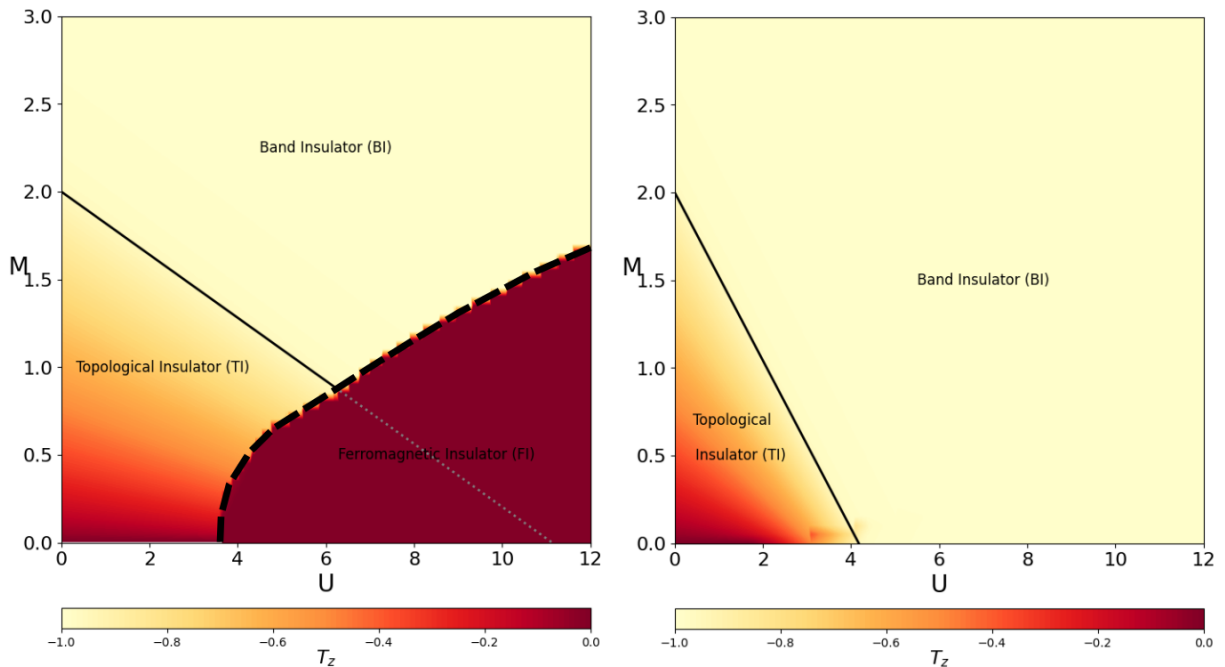 3.0
2.5
Band Insulator (BI)
2.0
M
1.5
1.0
Topological Insulator (TI)
0.5
Ferromagnetic Insulator (FI)
0.0
0 2 4 6 8 10 12
U
−1.0 −0.8 −0.6 −0.4 −0.2 0.0
T_z
3.0
2.5
2.0
M
1.5
Band Insulator (BI)
1.0
Topological
0.5
Insulator (TI)
0.0
0 2 4 6 8 10 12
U
−1.0 −0.8 −0.6 −0.4 −0.2 0.0
T_z